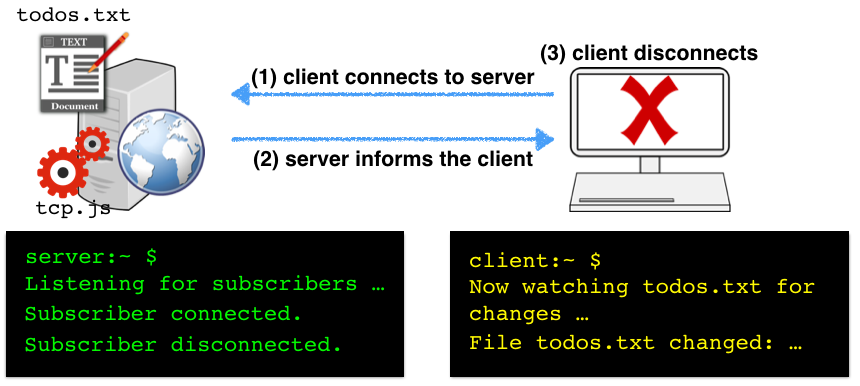 todos.txt
TEXT
T
Document
tcp.js
(3) client disconnects
(1) client connects to server
(2) server informs the client
server:~ $
Listening for subscribers …
Subscriber connected.
Subscriber disconnected.
client:~ $
Now watching todos.txt for
changes …
File todos.txt changed: …